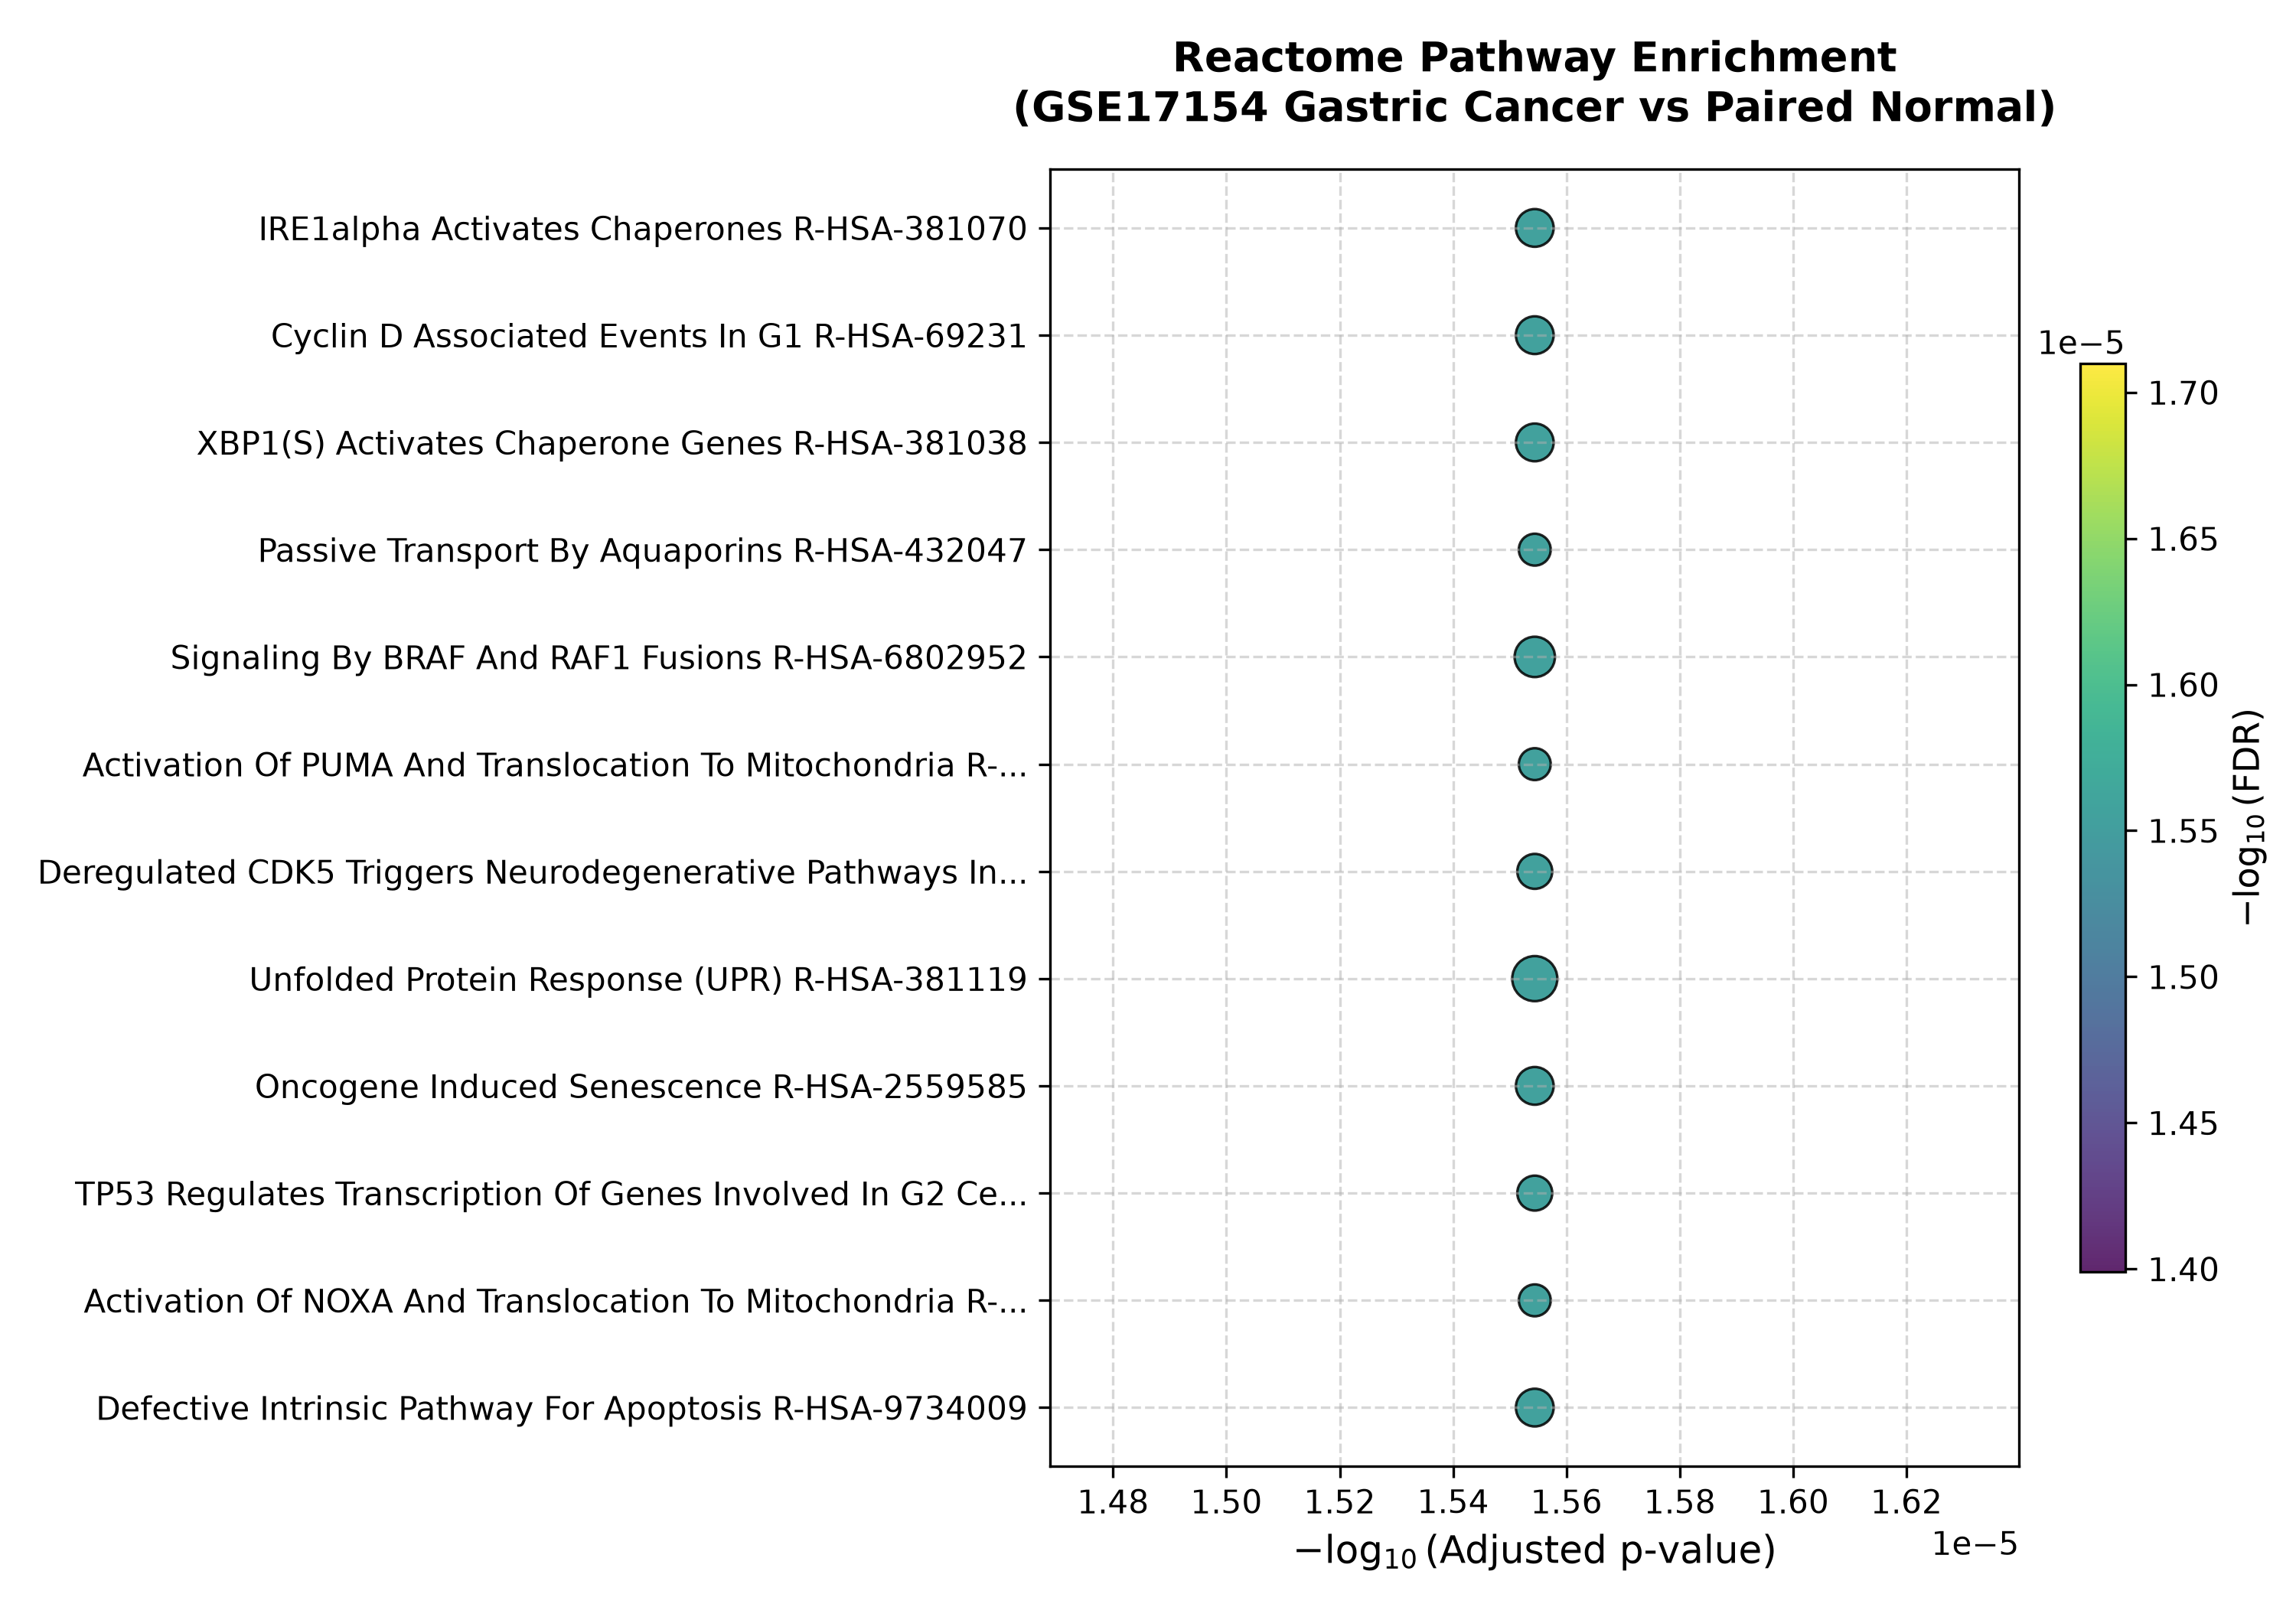 Reactome Pathway Enrichment
(GSE17154 Gastric Cancer vs Paired Normal)
IRE1alpha Activates Chaperones R-HSA-381070
Cyclin D Associated Events In G1 R-HSA-69231
XBP1(S) Activates Chaperone Genes R-HSA-381038
Passive Transport By Aquaporins R-HSA-432047
Signaling By BRAF And RAF1 Fusions R-HSA-6802952
Activation Of PUMA And Translocation To Mitochondria R-...
Deregulated CDK5 Triggers Neurodegenerative Pathways In...
Unfolded Protein Response (UPR) R-HSA-381119
Oncogene Induced Senescence R-HSA-2559585
TP53 Regulates Transcription Of Genes Involved In G2 Ce...
Activation Of NOXA And Translocation To Mitochondria R-...
Defective Intrinsic Pathway For Apoptosis R-HSA-9734009
1.48 1.50 1.52 1.54 1.56 1.58 1.60 1.62
1e−5
−log₁₀ (Adjusted p-value)
1e−5
1.70
1.65
1.60
1.55
1.50
1.45
1.40
−log₁₀ (FDR)